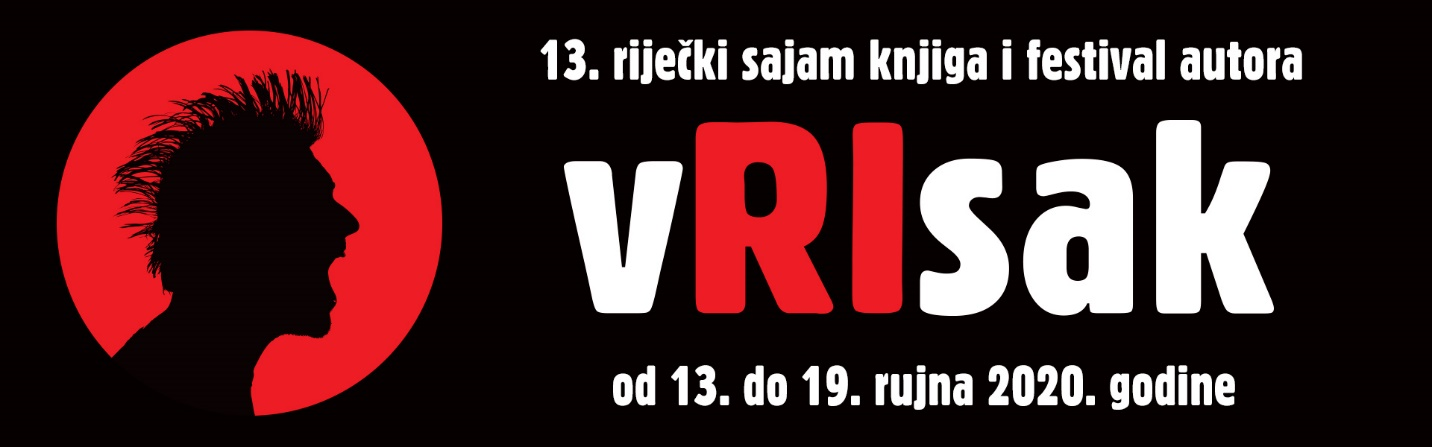 13. riječki sajam knjiga i festival autora
vRIsak
od 13. do 19. rujna 2020. godine